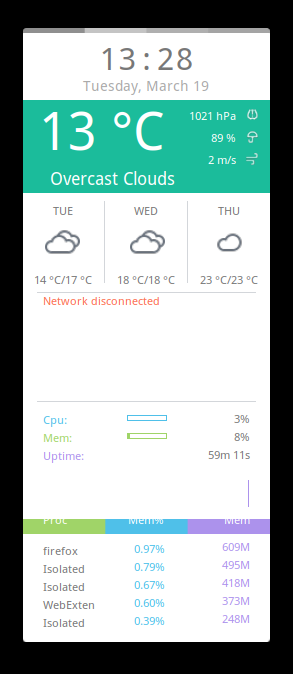 13:28
Tuesday, March 19
13 °C
1021 hPa
89 %
2 m/s
Overcast Clouds
TUE WED THU
14 °C/17 °C 18 °C/18 °C 23 °C/23 °C
Network disconnected
Cpu: 3%
Mem: 8%
Uptime: 59m 11s
Proc Mem% Mem
firefox 0.97% 609M
Isolated 0.79% 495M
Isolated 0.67% 418M
WebExten 0.60% 373M
Isolated 0.39% 248M